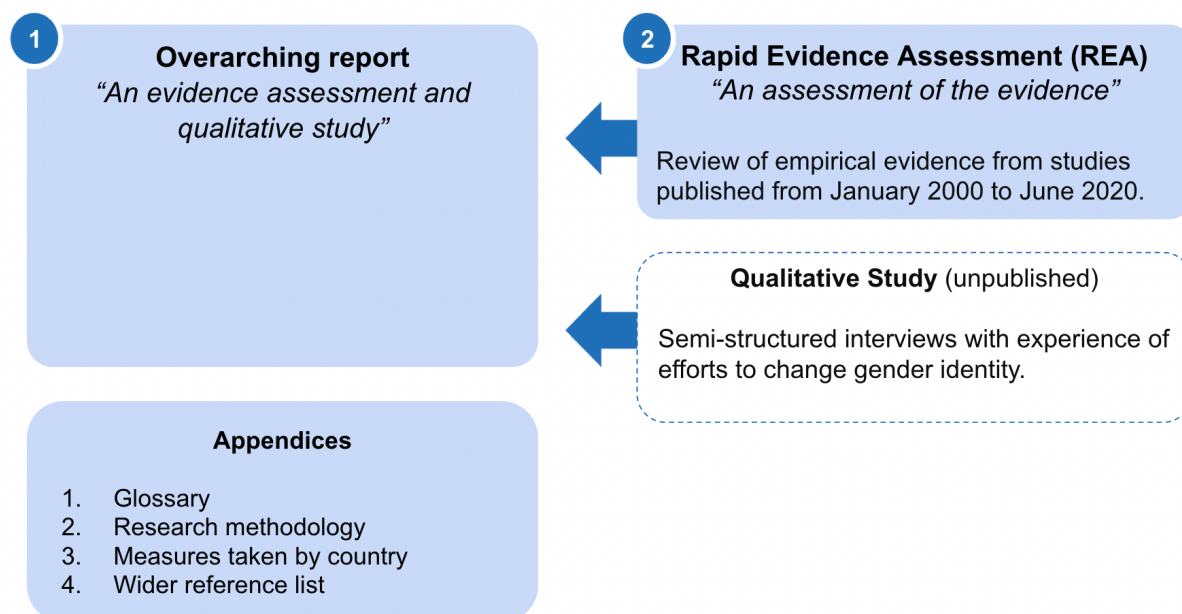 1
Overarching report
“An evidence assessment and
qualitative study”
2
Rapid Evidence Assessment (REA)
“An assessment of the evidence”
Review of empirical evidence from studies
published from January 2000 to June 2020.
Qualitative Study (unpublished)
Semi-structured interviews with experience of
efforts to change gender identity.
Appendices
1. Glossary
2. Research methodology
3. Measures taken by country
4. Wider reference list